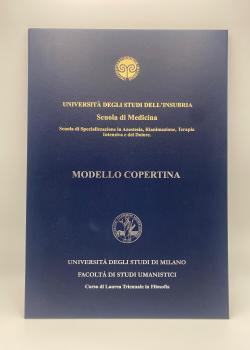 UNIVERSITÀ DEGLI STUDI DELL'INSUBRIA
Scuola di Medicina
Scuola di Specializzazione in Anestesia, Rianimazione, Terapia
Intensiva e del Dolore.
MODELLO COPERTINA
UNIVERSITÀ DEGLI STUDI DI MILANO
FACOLTÀ DI STUDI UMANISTICI
Corso di Laurea Triennale in Filosofia